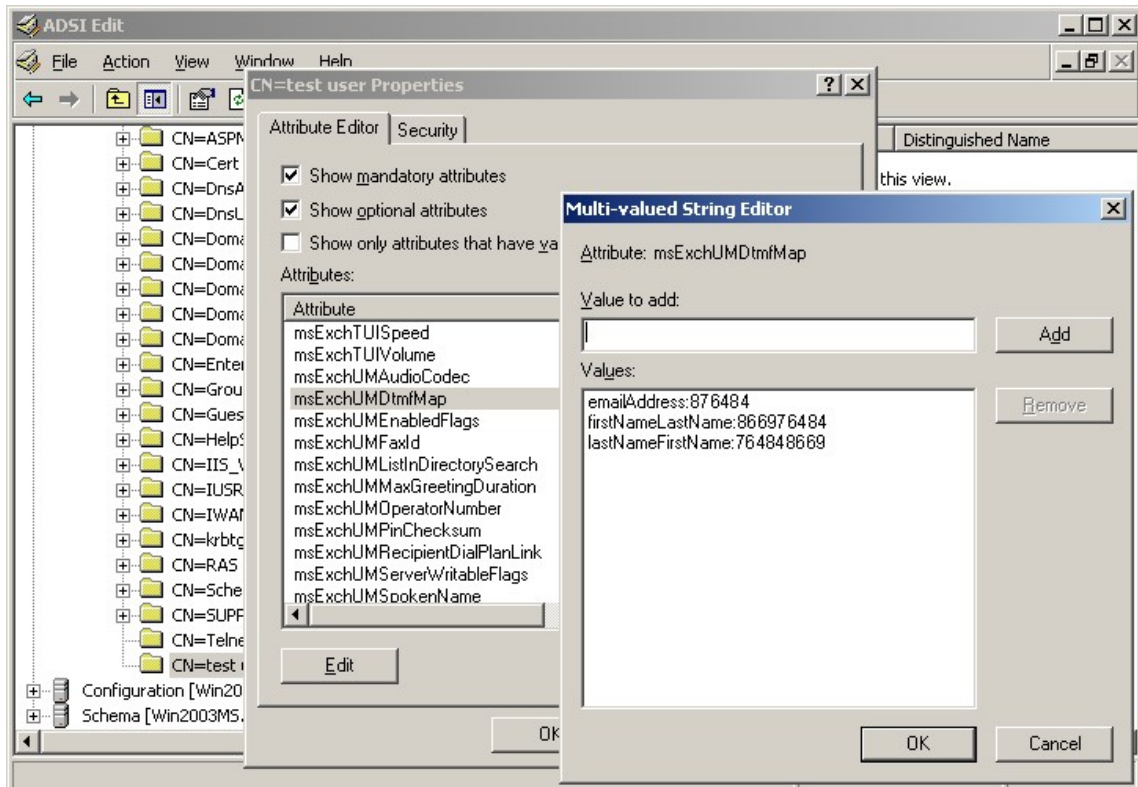 ADSI Edit
File Action View Window Help
CN=test user Properties
Attribute Editor Security
Show mandatory attributes
Show optional attributes
Show only attributes that have va
Attributes:
Attribute
msExchTUISpeed
msExchTUIVolume
msExchUMAudioCodec
msExchUMDtmfMap
msExchUMEnabledFlags
msExchUMFaxId
msExchUMListInDirectorySearch
msExchUMMaxGreetingDuration
msExchUMOperatorNumber
msExchUMPinChecksum
msExchUMRecipientDialPlanLink
msExchUMServerWritableFlags
msExchUMSpokenName
Edit
OK
CN=ASPN
CN=Cert
CN=DnsA
CN=DnsL
CN=Doma
CN=Doma
CN=Doma
CN=Doma
CN=Doma
CN=Enter
CN=Grou
CN=Gues
CN=HelpS
CN=IIS_V
CN=IUSR
CN=IWAM
CN=krbtg
CN=RAS
CN=Sche
CN=SUPP
CN=Telne
CN=test u
Configuration [Win20
Schema [Win2003MS.
Distinguished Name
this view.
Multi-valued String Editor
Attribute: msExchUMDtmfMap
Value to add:
Add
Values:
emailAddress:876484
firstNameLastName:866976484
lastNameFirstName:764848669
Remove
OK Cancel